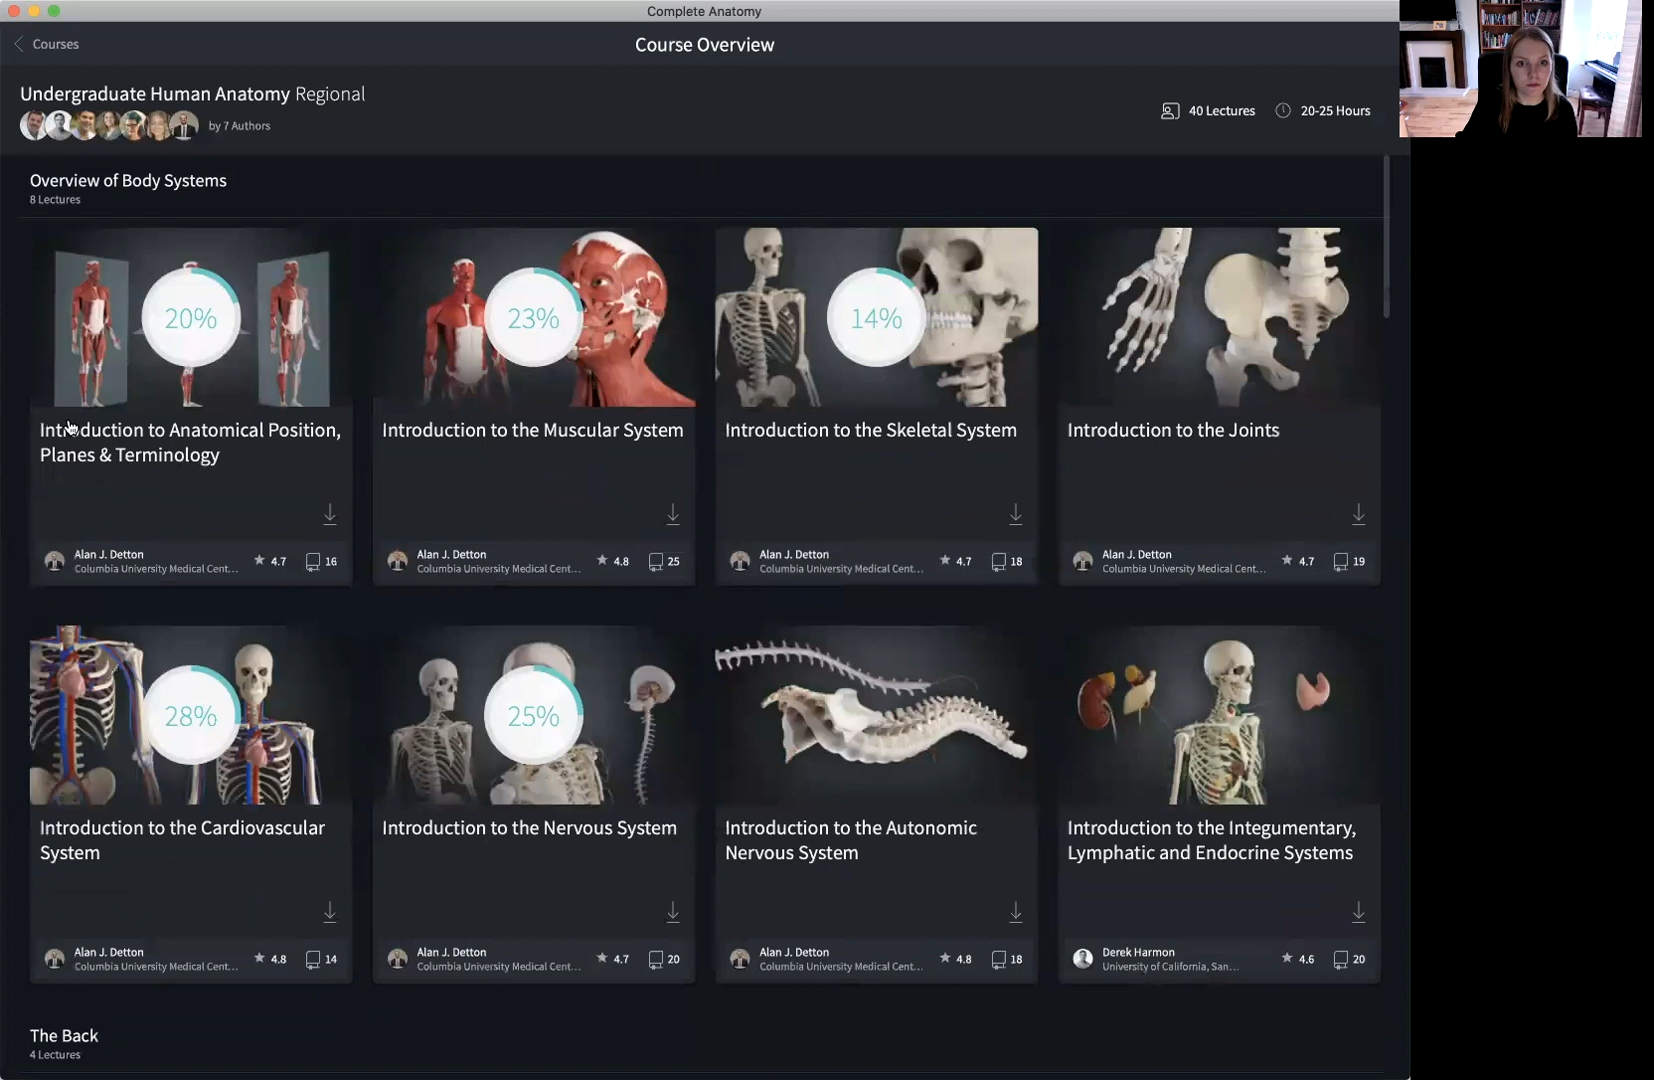 Complete Anatomy
Courses
Course Overview
Undergraduate Human Anatomy Regional
by 7 Authors
40 Lectures
20-25 Hours
Overview of Body Systems
8 Lectures
20%
23%
14%
Introduction to Anatomical Position,
Planes & Terminology
Introduction to the Muscular System
Introduction to the Skeletal System
Introduction to the Joints
Alan J. Detton
Columbia University Medical Cent...
4.7
16
Alan J. Detton
Columbia University Medical Cent...
4.8
25
Alan J. Detton
Columbia University Medical Cent...
4.7
18
Alan J. Detton
Columbia University Medical Cent...
4.7
19
28%
25%
Introduction to the Cardiovascular
System
Introduction to the Nervous System
Introduction to the Autonomic
Nervous System
Introduction to the Integumentary,
Lymphatic and Endocrine Systems
Alan J. Detton
Columbia University Medical Cent...
4.8
14
Alan J. Detton
Columbia University Medical Cent...
4.7
20
Alan J. Detton
Columbia University Medical Cent...
4.8
18
Derek Harmon
University of California, San...
4.6
20
The Back
4 Lectures